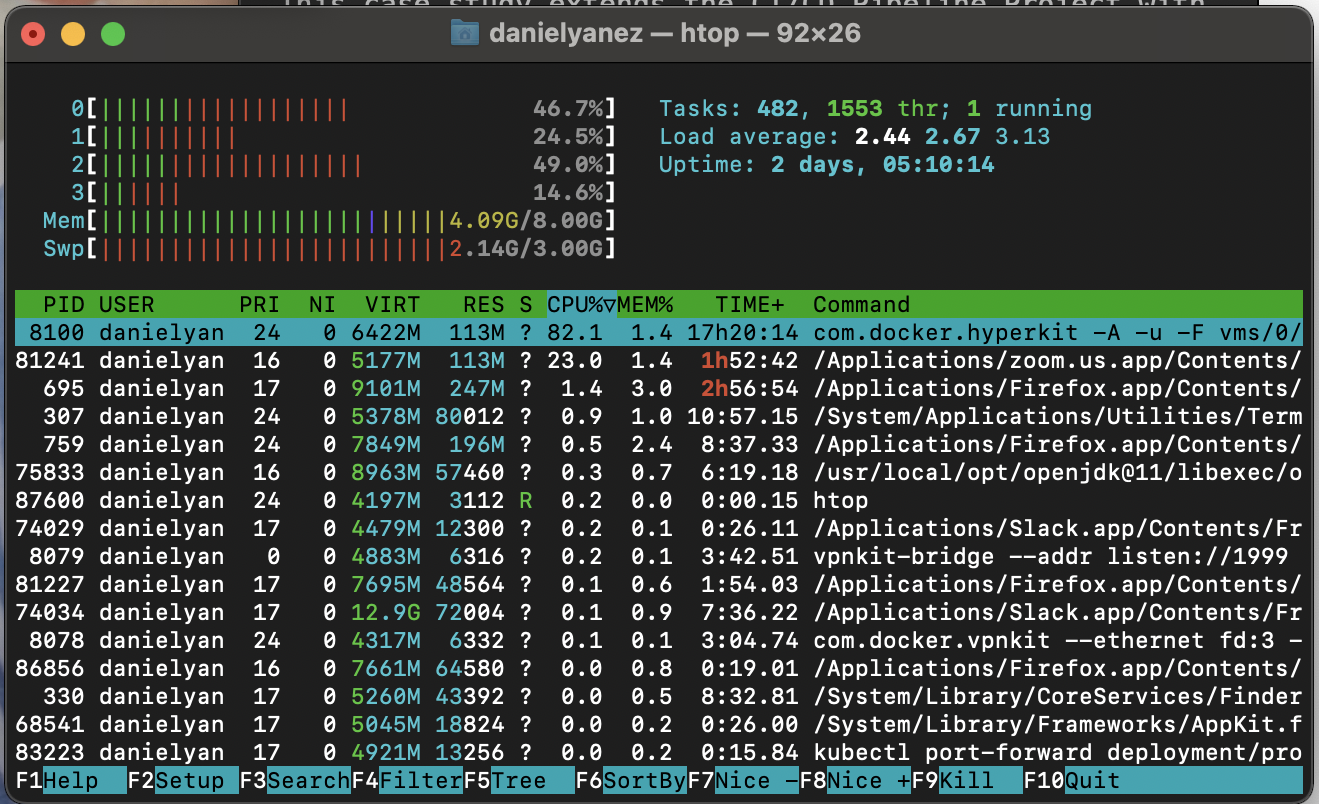 This case study extends the CI/CD Pipeline Project with
danielyanez — htop — 92×26
0[||||||||||||||||||46.7%] Tasks: 482, 1553 thr; 1 running
1[||||||||||24.5%] Load average: 2.44 2.67 3.13
2[|||||||||||||||||||49.0%] Uptime: 2 days, 05:10:14
3[||||||14.6%]
Mem[|||||||||||||||||||||||||4.09G/8.00G]
Swp[|||||||||||||||||||||||||2.14G/3.00G]
PID USER PRI NI VIRT RES S CPU%▽MEM% TIME+ Command
8100 danielyan 24 0 6422M 113M ? 82.1 1.4 17h20:14 com.docker.hyperkit -A -u -F vms/0/
81241 danielyan 16 0 5177M 113M ? 23.0 1.4 1h52:42 /Applications/zoom.us.app/Contents/
695 danielyan 17 0 9101M 247M ? 1.4 3.0 2h56:54 /Applications/Firefox.app/Contents/
307 danielyan 24 0 5378M 80012 ? 0.9 1.0 10:57.15 /System/Applications/Utilities/Term
759 danielyan 24 0 7849M 196M ? 0.5 2.4 8:37.33 /Applications/Firefox.app/Contents/
75833 danielyan 16 0 8963M 57460 ? 0.3 0.7 6:19.18 /usr/local/opt/openjdk@11/libexec/o
87600 danielyan 24 0 4197M 3112 R 0.2 0.0 0:00.15 htop
74029 danielyan 17 0 4479M 12300 ? 0.2 0.1 0:26.11 /Applications/Slack.app/Contents/Fr
8079 danielyan 0 0 4883M 6316 ? 0.2 0.1 3:42.51 vpnkit-bridge --addr listen://1999
81227 danielyan 17 0 7695M 48564 ? 0.1 0.6 1:54.03 /Applications/Firefox.app/Contents/
74034 danielyan 17 0 12.9G 72004 ? 0.1 0.9 7:36.22 /Applications/Slack.app/Contents/Fr
8078 danielyan 24 0 4317M 6332 ? 0.1 0.1 3:04.74 com.docker.vpnkit --ethernet fd:3 -
86856 danielyan 16 0 7661M 64580 ? 0.0 0.8 0:19.01 /Applications/Firefox.app/Contents/
330 danielyan 17 0 5260M 43392 ? 0.0 0.5 8:32.81 /System/Library/CoreServices/Finder
68541 danielyan 17 0 5045M 18824 ? 0.0 0.2 0:26.00 /System/Library/Frameworks/AppKit.f
83223 danielyan 17 0 4921M 13256 ? 0.0 0.2 0:15.84 kubectl port-forward deployment/pro
F1Help F2Setup F3SearchF4FilterF5Tree F6SortByF7Nice -F8Nice +F9Kill F10Quit